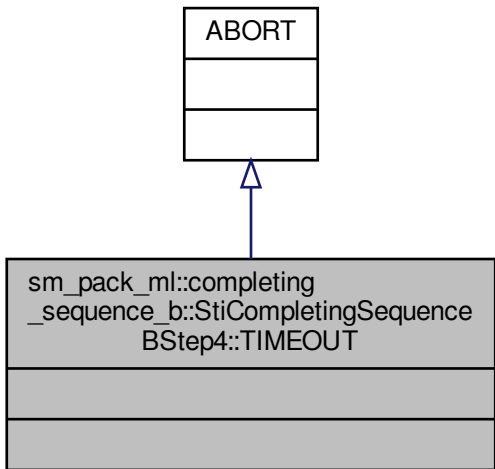 ABORT
sm_pack_ml::completing
_sequence_b::StiCompletingSequence
BStep4::TIMEOUT